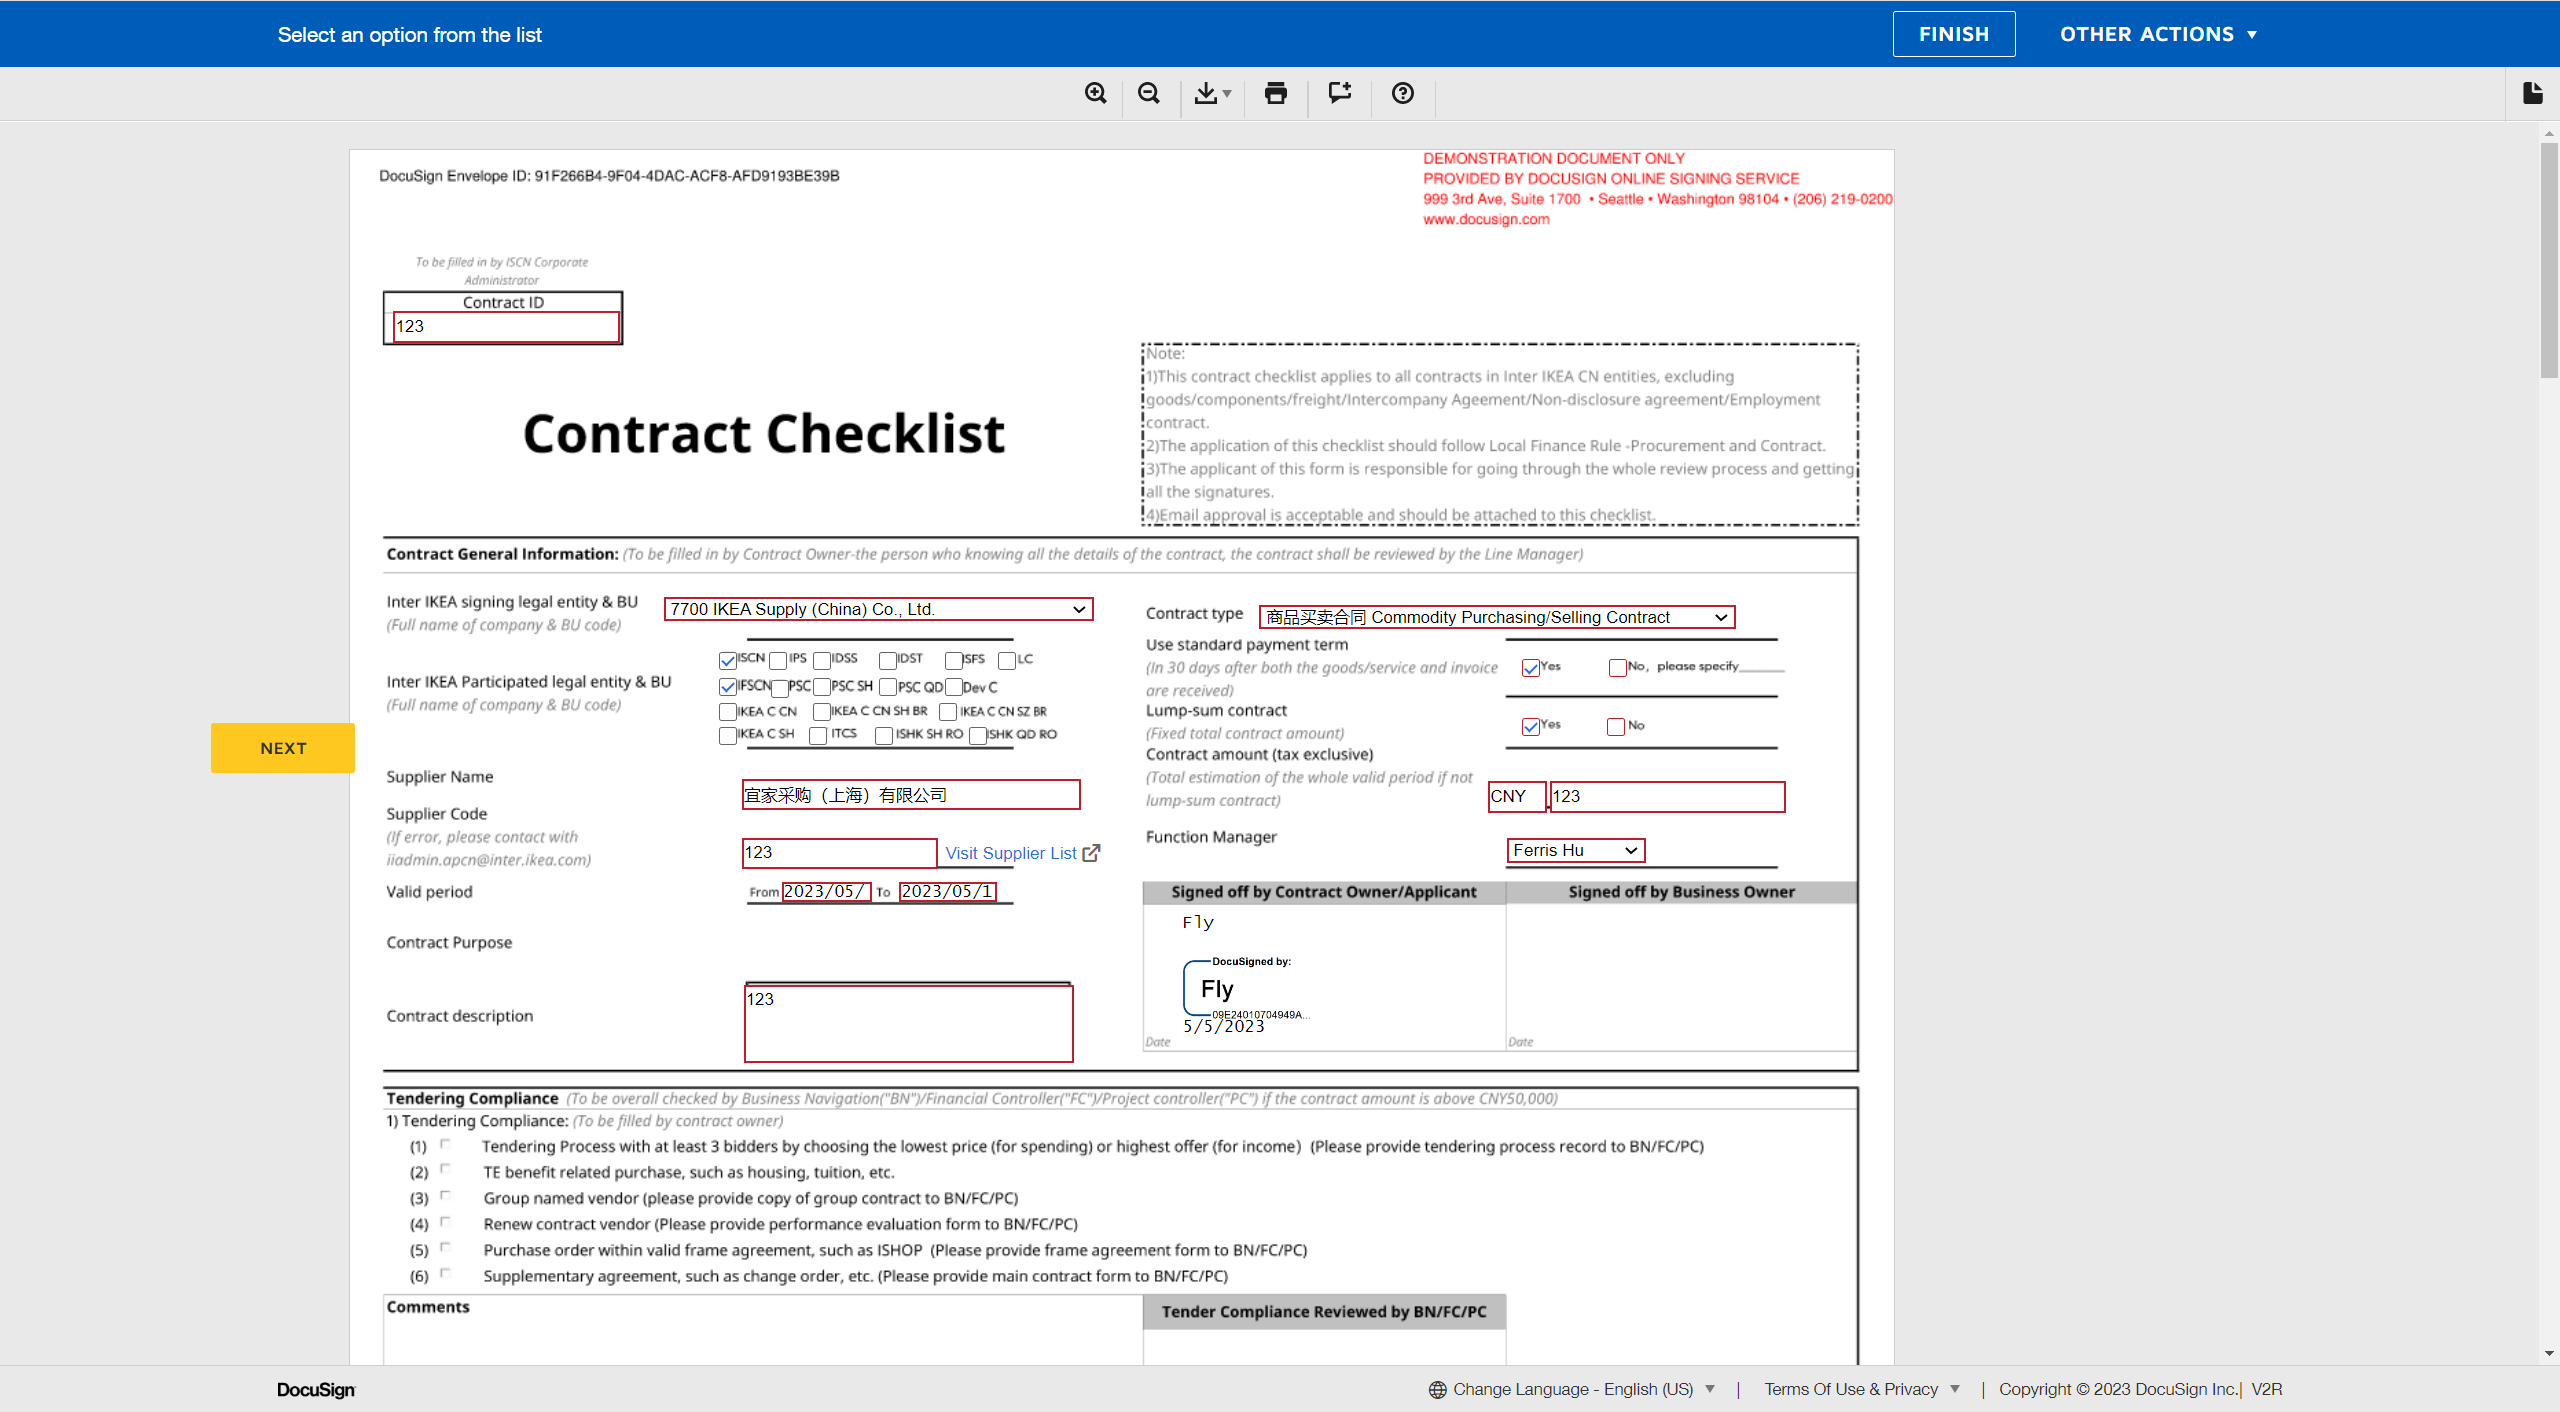 Select an option from the list
FINISH
OTHER ACTIONS
DocuSign Envelope ID: 91F266B4-9F04-4DAC-ACF8-AFD9193BE39B
DEMONSTRATION DOCUMENT ONLY
PROVIDED BY DOCUSIGN ONLINE SIGNING SERVICE
999 3rd Ave, Suite 1700 • Seattle • Washington 98104 • (206) 219-0200
www.docusign.com
To be filled in by ISCN Corporate
Administrator
Contract ID
123
Contract Checklist
Note:
1)This contract checklist applies to all contracts in Inter IKEA CN entities, excluding
goods/components/freight/Intercompany Ageement/Non-disclosure agreement/Employment
contract.
2)The application of this checklist should follow Local Finance Rule -Procurement and Contract.
3)The applicant of this form is responsible for going through the whole review process and getting
all the signatures.
4)Email approval is acceptable and should be attached to this checklist.
Contract General Information: (To be filled in by Contract Owner-the person who knowing all the details of the contract, the contract shall be reviewed by the Line Manager)
Inter IKEA signing legal entity & BU
(Full name of company & BU code)
7700 IKEA Supply (China) Co., Ltd.
Inter IKEA Participated legal entity & BU
(Full name of company & BU code)
ISCN IPS IDSS IDST ISFS LC
IFSCN PSC PSC SH PSC QD Dev C
IKEA C CN IKEA C CN SH BR IKEA C CN SZ BR
IKEA C SH ITCS ISHK SH RO ISHK QD RO
NEXT
Supplier Name
宜家采购（上海）有限公司
Supplier Code
(If error, please contact with
iiadmin.apcn@inter.ikea.com)
123
Visit Supplier List
Valid period
From 2023/05/ To 2023/05/1
Contract Purpose
Contract description
123
Contract type
商品买卖合同 Commodity Purchasing/Selling Contract
Use standard payment term
(In 30 days after both the goods/service and invoice
are received)
Yes No, please specify
Lump-sum contract
(Fixed total contract amount)
Yes No
Contract amount (tax exclusive)
(Total estimation of the whole valid period if not
lump-sum contract)
CNY 123
Function Manager
Ferris Hu
Signed off by Contract Owner/Applicant
Signed off by Business Owner
Fly
DocuSigned by:
Fly
09E24010704949A...
5/5/2023
Date
Date
Tendering Compliance (To be overall checked by Business Navigation("BN")/Financial Controller("FC")/Project controller("PC") if the contract amount is above CNY50,000)
1) Tendering Compliance: (To be filled by contract owner)
(1) Tendering Process with at least 3 bidders by choosing the lowest price (for spending) or highest offer (for income) (Please provide tendering process record to BN/FC/PC)
(2) TE benefit related purchase, such as housing, tuition, etc.
(3) Group named vendor (please provide copy of group contract to BN/FC/PC)
(4) Renew contract vendor (Please provide performance evaluation form to BN/FC/PC)
(5) Purchase order within valid frame agreement, such as ISHOP (Please provide frame agreement form to BN/FC/PC)
(6) Supplementary agreement, such as change order, etc. (Please provide main contract form to BN/FC/PC)
Comments
Tender Compliance Reviewed by BN/FC/PC
DocuSign
Change Language - English (US) | Terms Of Use & Privacy | Copyright © 2023 DocuSign Inc. | V2R